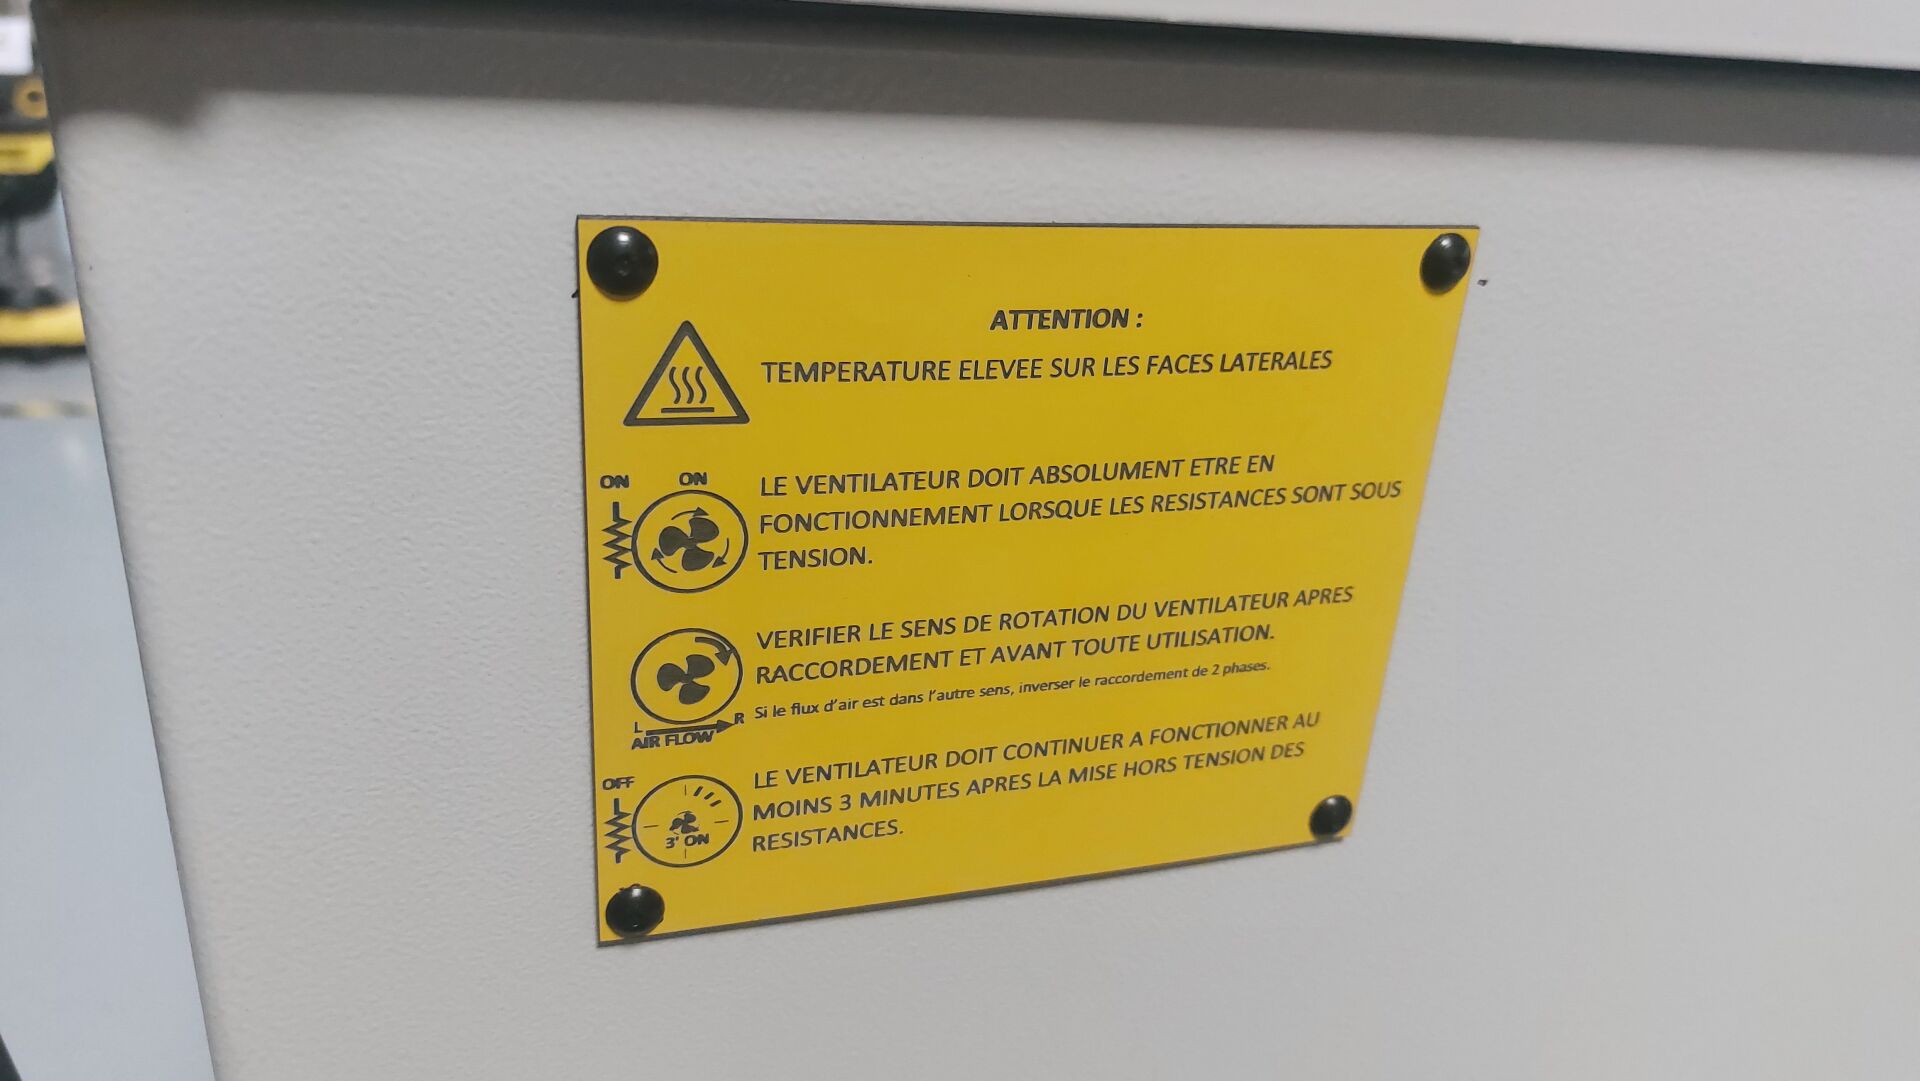 ATTENTION :
TEMPERATURE ELEVEE SUR LES FACES LATERALES
ON ON
LE VENTILATEUR DOIT ABSOLUMENT ETRE EN
FONCTIONNEMENT LORSQUE LES RESISTANCES SONT SOUS
TENSION.
VERIFIER LE SENS DE ROTATION DU VENTILATEUR APRES
RACCORDEMENT ET AVANT TOUTE UTILISATION.
Si le flux d'air est dans l'autre sens, inverser le raccordement de 2 phases.
L R
AIR FLOW
LE VENTILATEUR DOIT CONTINUER A FONCTIONNER AU
MOINS 3 MINUTES APRES LA MISE HORS TENSION DES
RESISTANCES.
OFF
3' ON